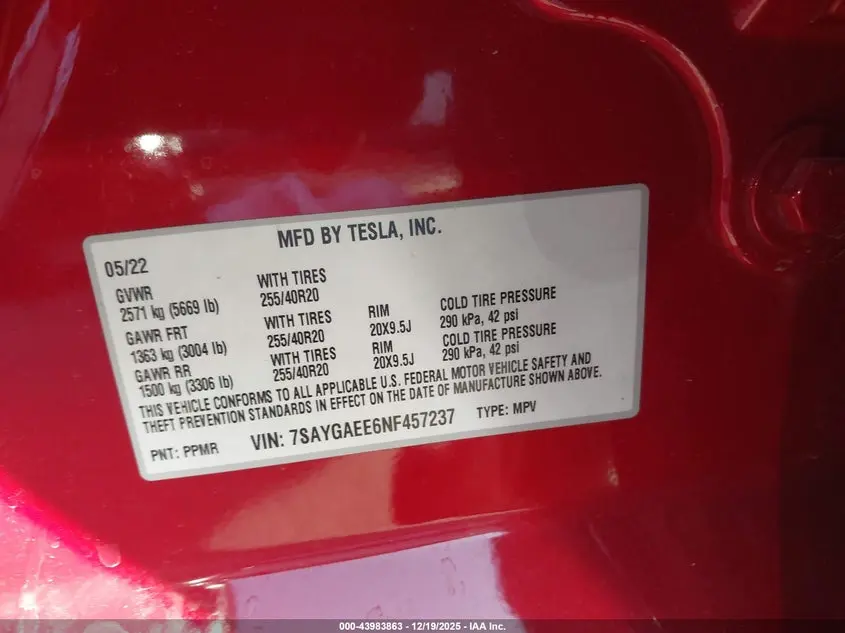 MFD BY TESLA, INC.
05/22
GVWR WITH TIRES
2571 kg (5669 lb) 255/40R20
GAWR FRT WITH TIRES RIM COLD TIRE PRESSURE
1363 kg (3004 lb) 255/40R20 20X9.5J 290 kPa, 42 psi
GAWR RR WITH TIRES RIM COLD TIRE PRESSURE
1500 kg (3306 lb) 255/40R20 20X9.5J 290 kPa, 42 psi
THIS VEHICLE CONFORMS TO ALL APPLICABLE U.S. FEDERAL MOTOR VEHICLE SAFETY AND
THEFT PREVENTION STANDARDS IN EFFECT ON THE DATE OF MANUFACTURE SHOWN ABOVE.
PNT: PPMR VIN: 7SAYGAEE6NF457237 TYPE: MPV
000-43983863 - 12/19/2025 - IAA Inc.